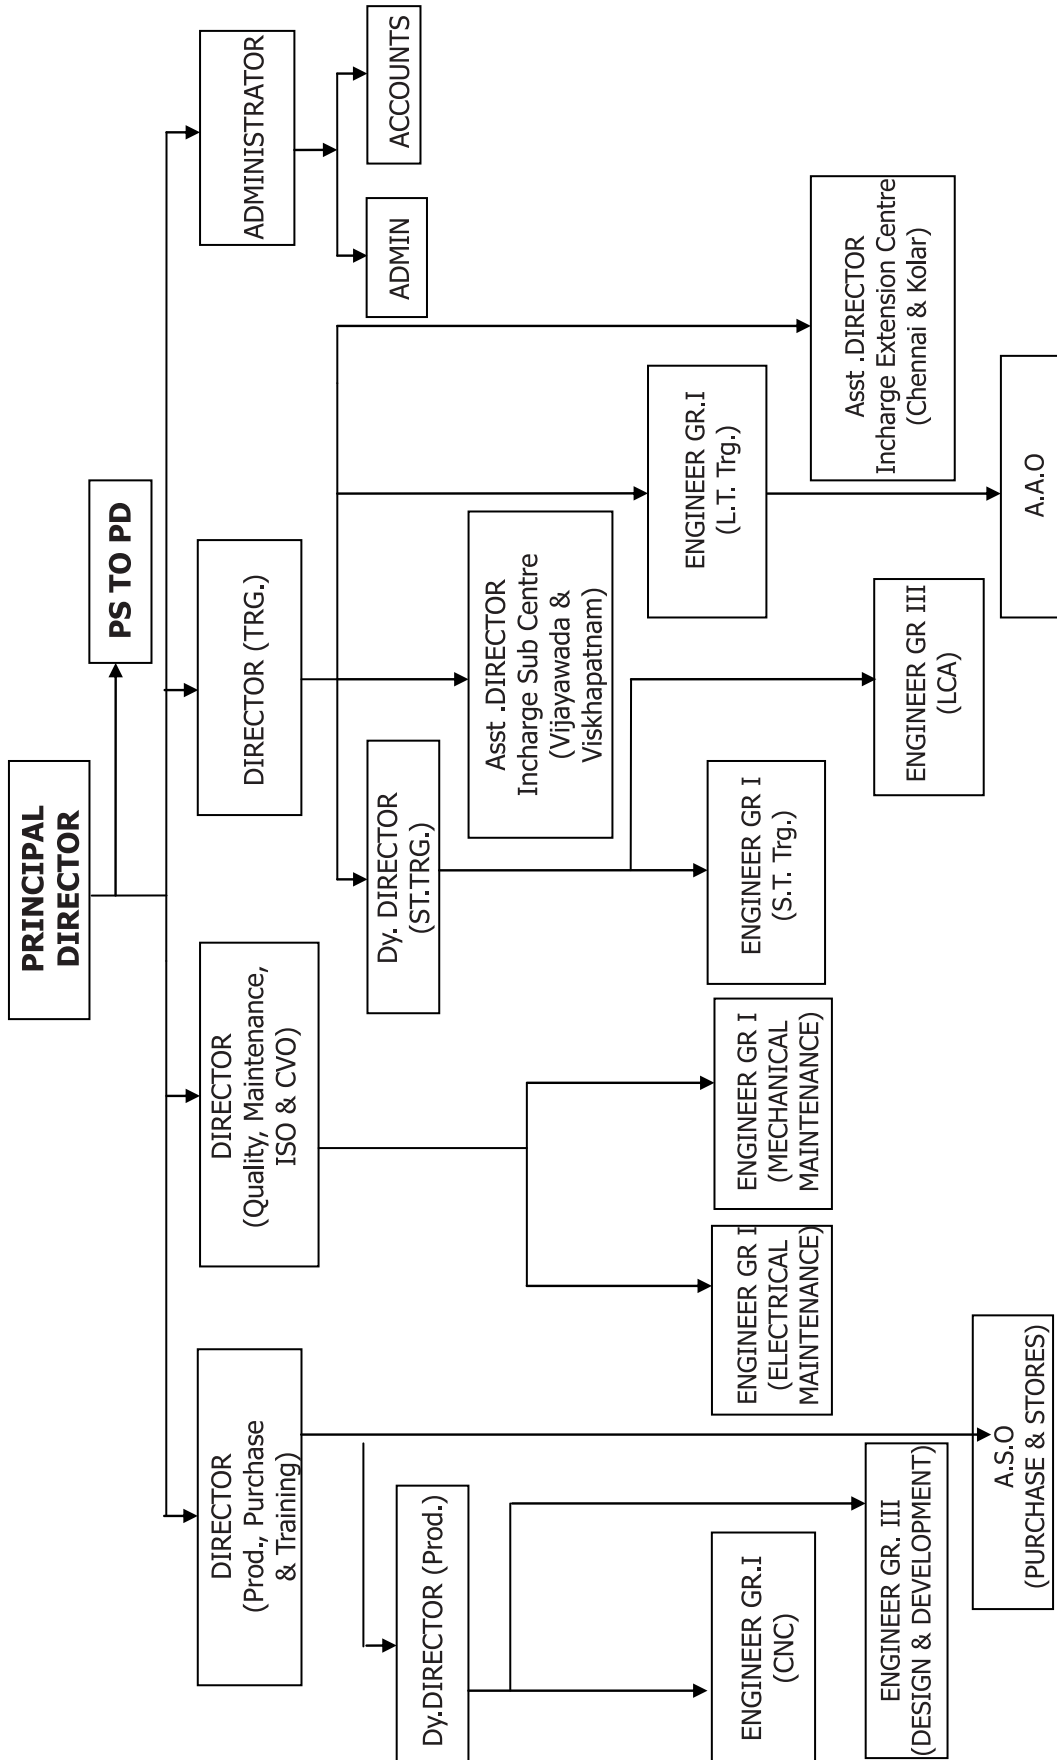 PRINCIPAL
DIRECTOR
PS TO PD
DIRECTOR
(Prod., Purchase
& Training)
DIRECTOR
(Quality, Maintenance,
ISO & CVO)
DIRECTOR (TRG.)
ADMINISTRATOR
Dy.DIRECTOR (Prod.)
Dy. DIRECTOR
(ST.TRG.)
ADMIN
ACCOUNTS
Asst .DIRECTOR
Incharge Sub Centre
(Vijayawada &
Viskhapatnam)
ENGINEER GR.I
(CNC)
ENGINEER GR I
(ELECTRICAL
MAINTENANCE)
ENGINEER GR I
(MECHANICAL
MAINTENANCE)
ENGINEER GR I
(S.T. Trg.)
ENGINEER GR.I
(L.T. Trg.)
Asst .DIRECTOR
Incharge Extension Centre
(Chennai & Kolar)
ENGINEER GR. III
(DESIGN & DEVELOPMENT)
ENGINEER GR III
(LCA)
A.S.O
(PURCHASE & STORES)
A.A.O